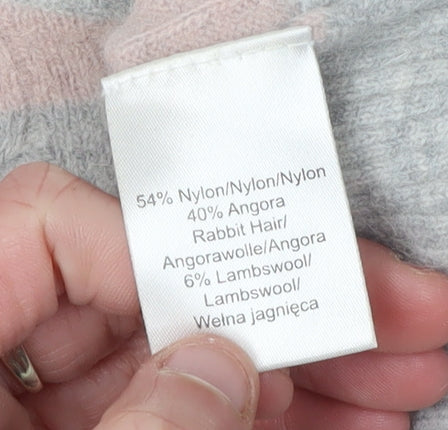 54% Nylon/Nylon/Nylon
40% Angora
Rabbit Hair/
Angorawolle/Angora
6% Lambswool/
Lambswool/
Wełna jagnięca